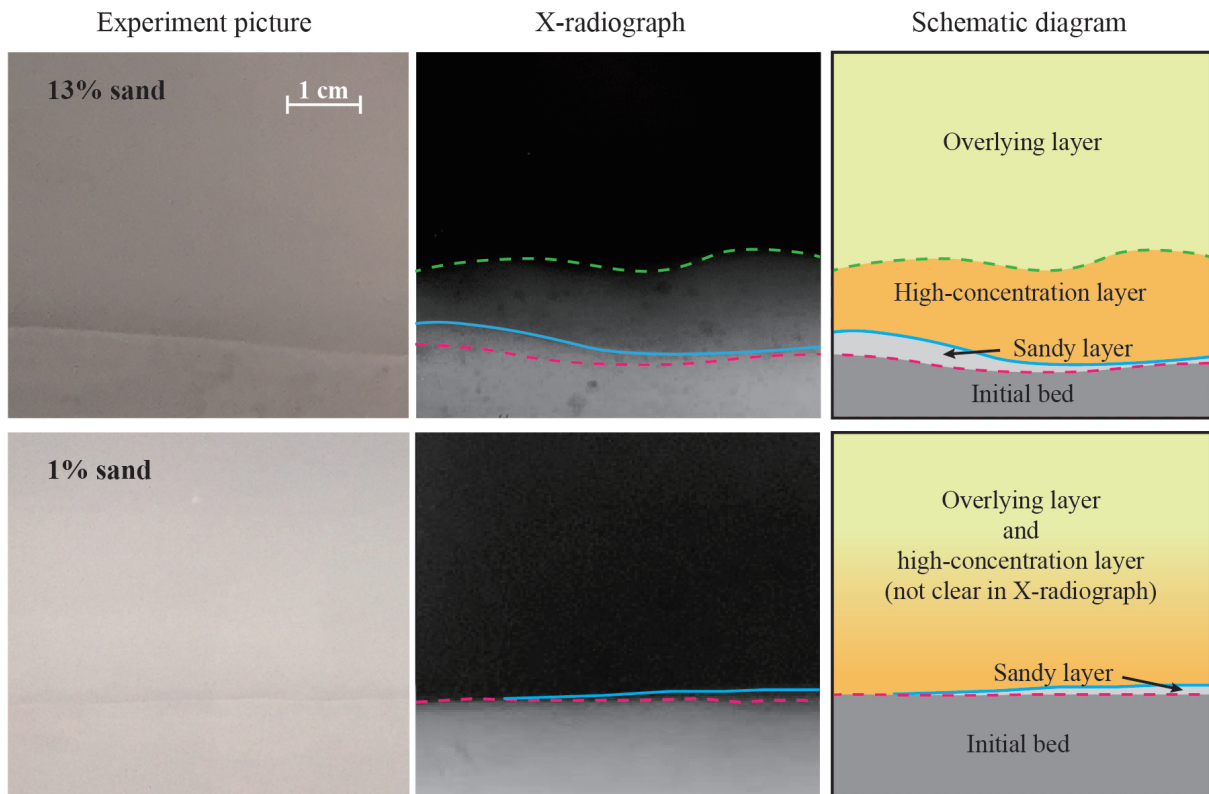 Experiment picture
X-radiograph
Schematic diagram
13% sand
1 cm
Overlying layer
High-concentration layer
Sandy layer
Initial bed
1% sand
Overlying layer
and
high-concentration layer
(not clear in X-radiograph)
Sandy layer
Initial bed